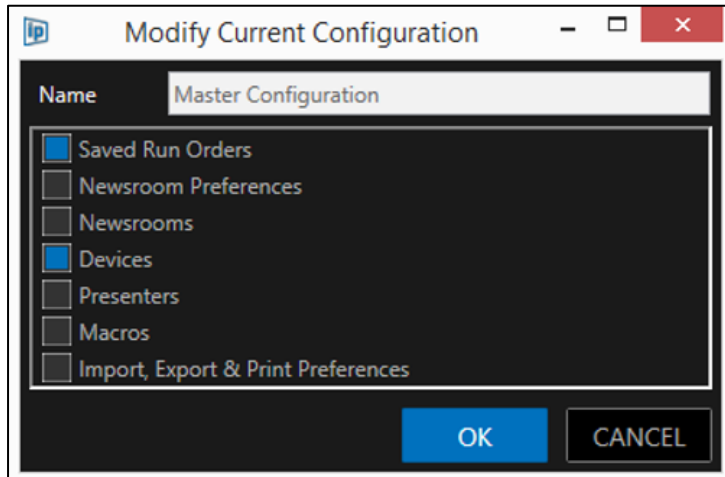 ip
Modify Current Configuration
Name
Master Configuration
Saved Run Orders
Newsroom Preferences
Newsrooms
Devices
Presenters
Macros
Import, Export & Print Preferences
OK
CANCEL